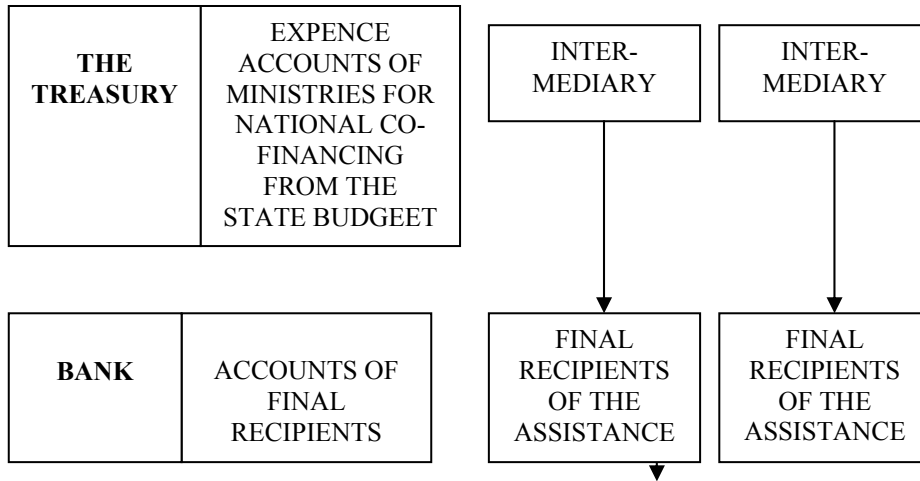 THE
TREASURY
EXPENCE
ACCOUNTS OF
MINISTRIES FOR
NATIONAL CO-
FINANCING
FROM THE
STATE BUDGEET
INTER-
MEDIARY
INTER-
MEDIARY
BANK
ACCOUNTS OF
FINAL
RECIPIENTS
FINAL
RECIPIENTS
OF THE
ASSISTANCE
FINAL
RECIPIENTS
OF THE
ASSISTANCE